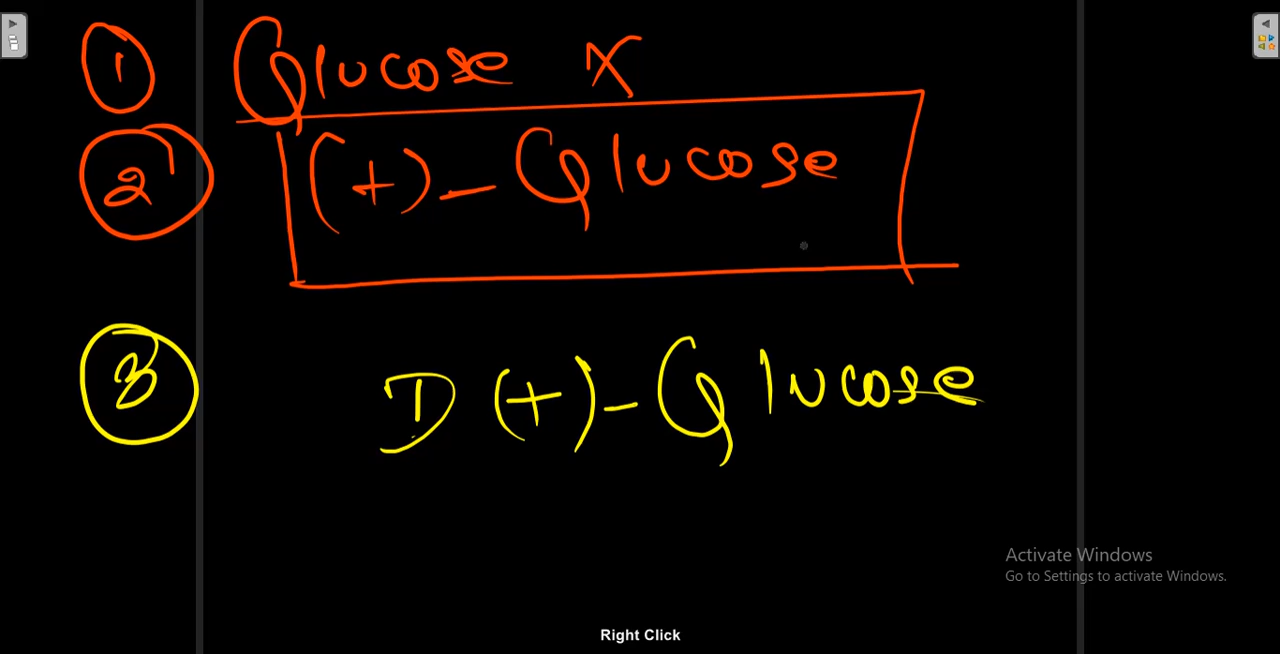 1 Glucose X
2 (+)-Glucose
3 D (+)-Glucose
Activate Windows
Go to Settings to activate Windows.
Right Click